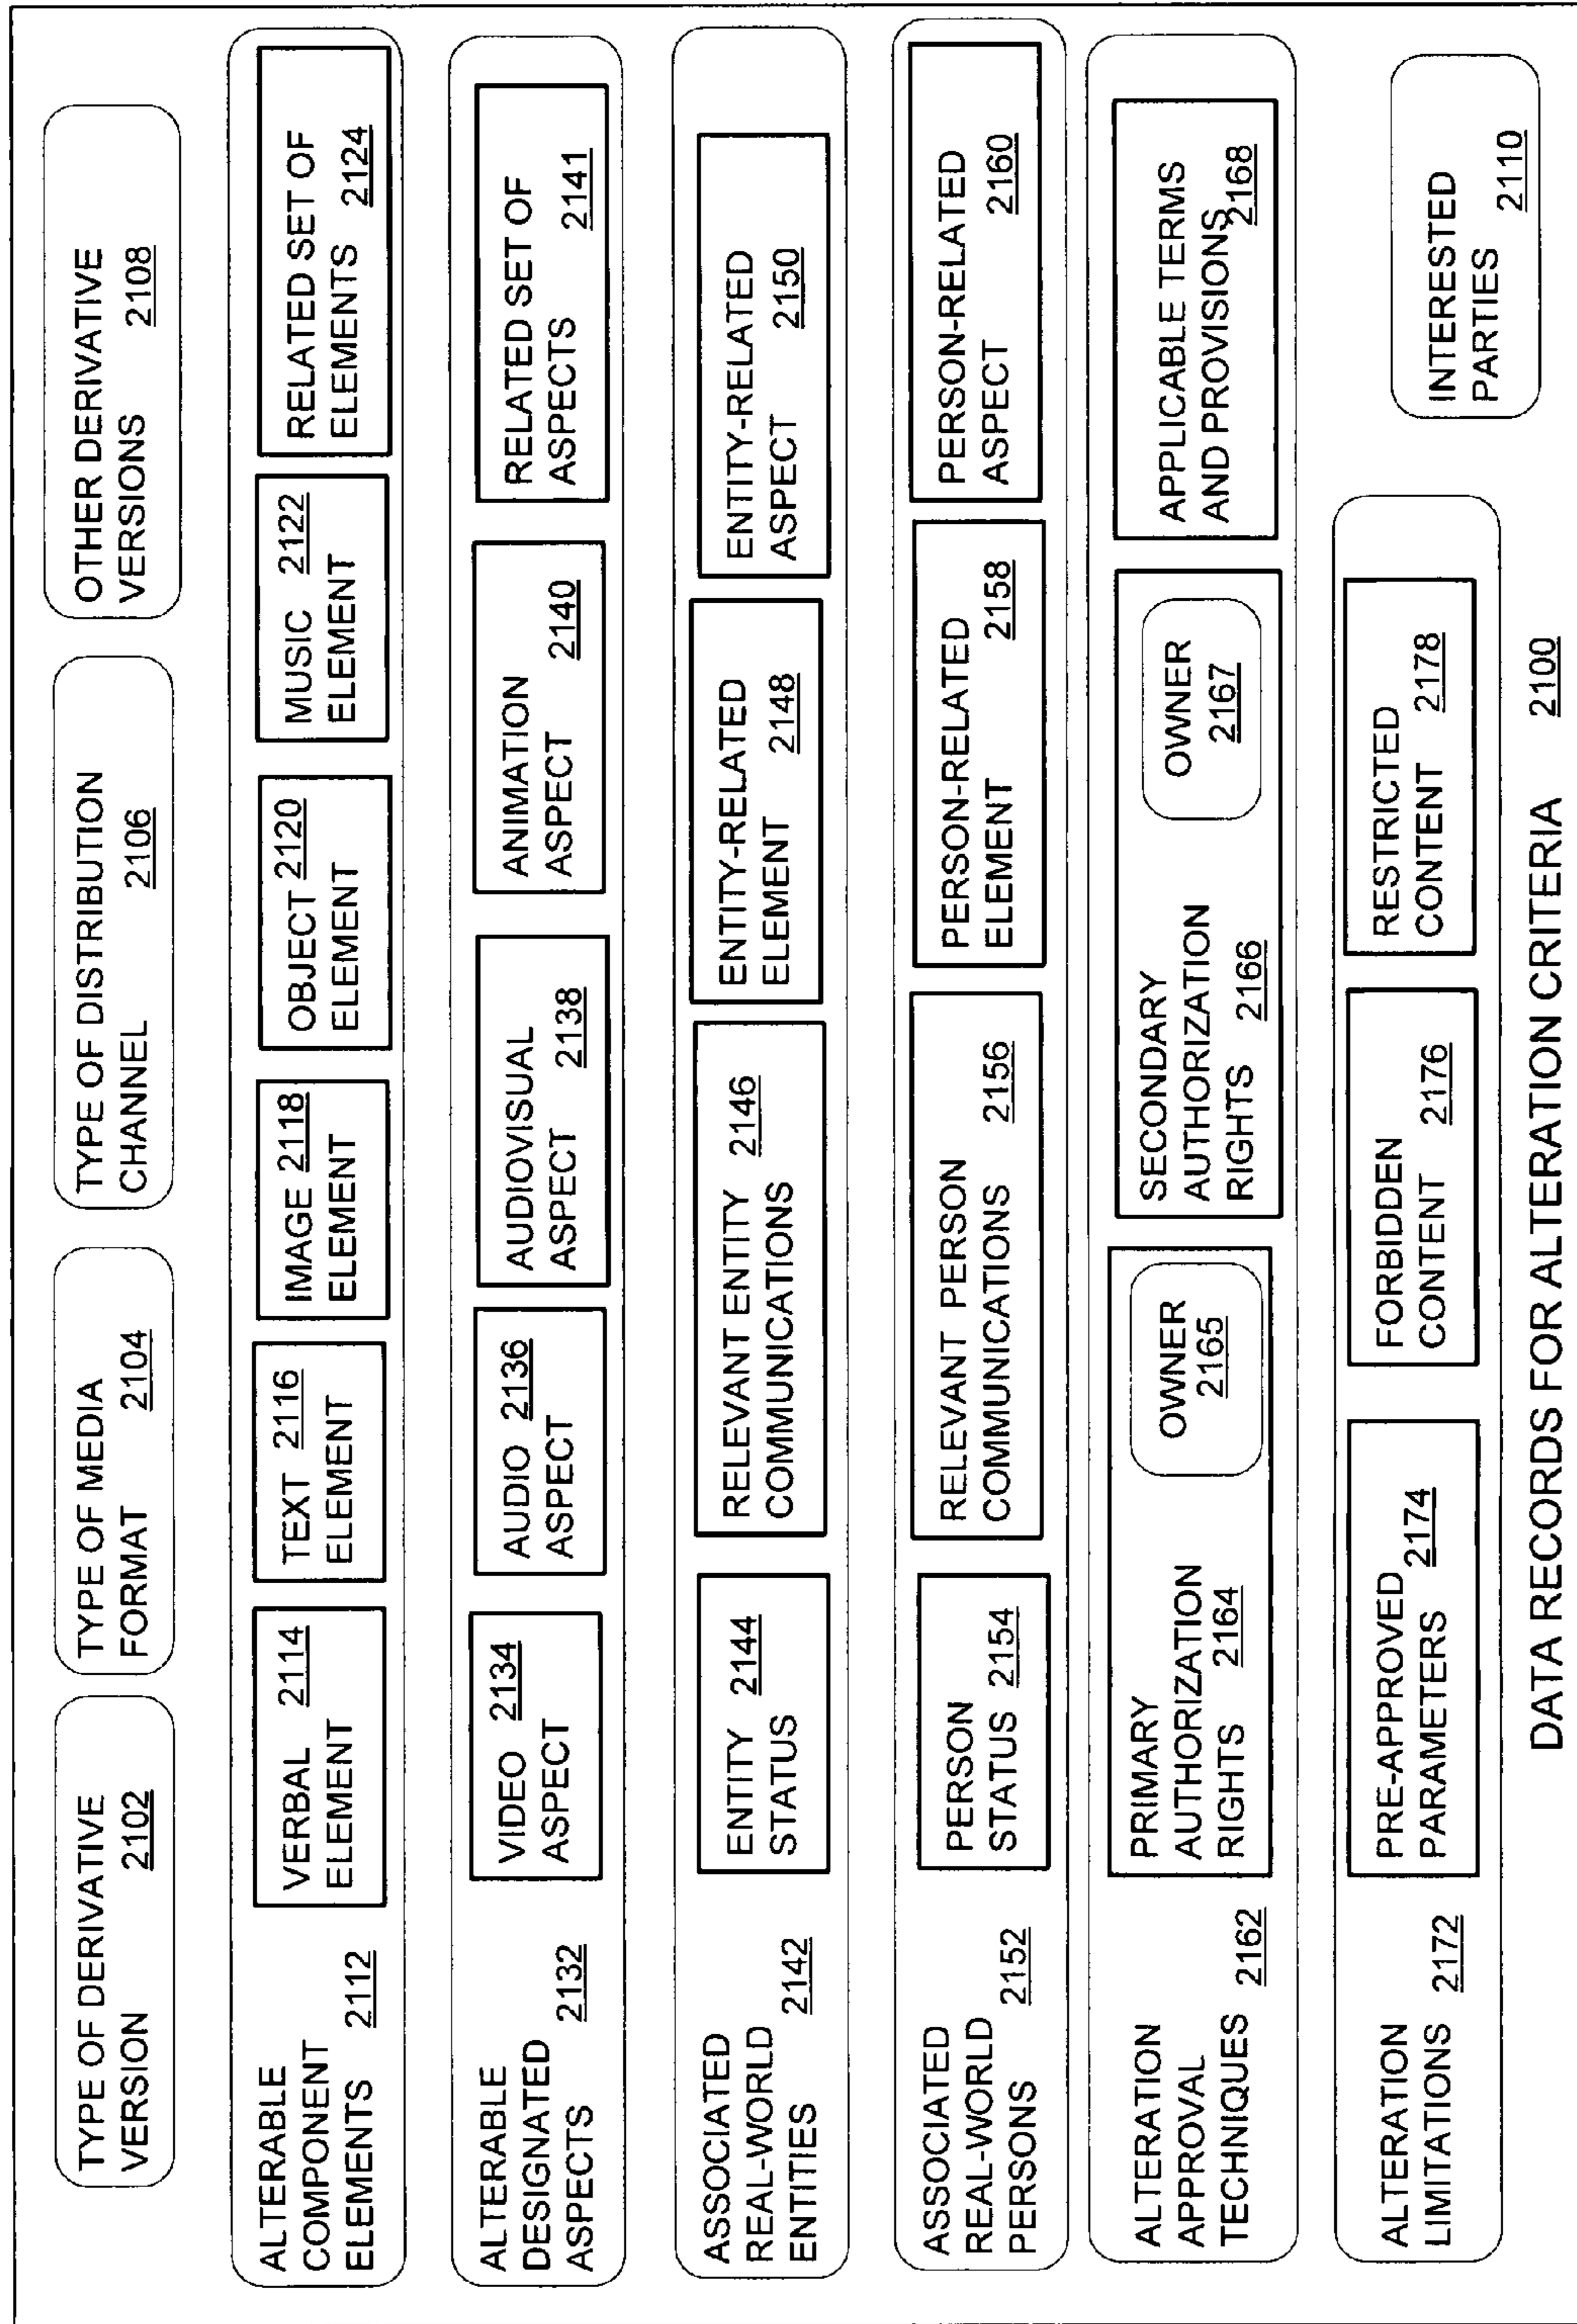 TYPE OF DERIVATIVE
VERSION 2102
TYPE OF MEDIA
FORMAT 2104
TYPE OF DISTRIBUTION
CHANNEL 2106
OTHER DERIVATIVE
VERSIONS 2108
ALTERABLE
COMPONENT
ELEMENTS 2112
VERBAL 2114
ELEMENT
TEXT 2116
ELEMENT
IMAGE 2118
ELEMENT
OBJECT 2120
ELEMENT
MUSIC 2122
ELEMENT
RELATED SET OF
ELEMENTS 2124
ALTERABLE
DESIGNATED
ASPECTS 2132
VIDEO 2134
ASPECT
AUDIO 2136
ASPECT
AUDIOVISUAL
ASPECT 2138
ANIMATION
ASPECT 2140
RELATED SET OF
ASPECTS 2141
ASSOCIATED
REAL-WORLD
ENTITIES 2142
ENTITY 2144
STATUS
RELEVANT ENTITY 2146
COMMUNICATIONS
ENTITY-RELATED
ELEMENT 2148
ENTITY-RELATED
ASPECT 2150
ASSOCIATED
REAL-WORLD
PERSONS 2152
PERSON
STATUS 2154
RELEVANT PERSON
COMMUNICATIONS 2156
PERSON-RELATED
ELEMENT 2158
PERSON-RELATED
ASPECT 2160
ALTERATION
APPROVAL
TECHNIQUES 2162
PRIMARY
AUTHORIZATION
RIGHTS 2164
OWNER
2165
SECONDARY
AUTHORIZATION
RIGHTS 2166
OWNER
2167
APPLICABLE TERMS
AND PROVISIONS 2168
ALTERATION
LIMITATIONS 2172
PRE-APPROVED
PARAMETERS 2174
FORBIDDEN
CONTENT 2176
RESTRICTED
CONTENT 2178
INTERESTED
PARTIES 2110
DATA RECORDS FOR ALTERATION CRITERIA 2100